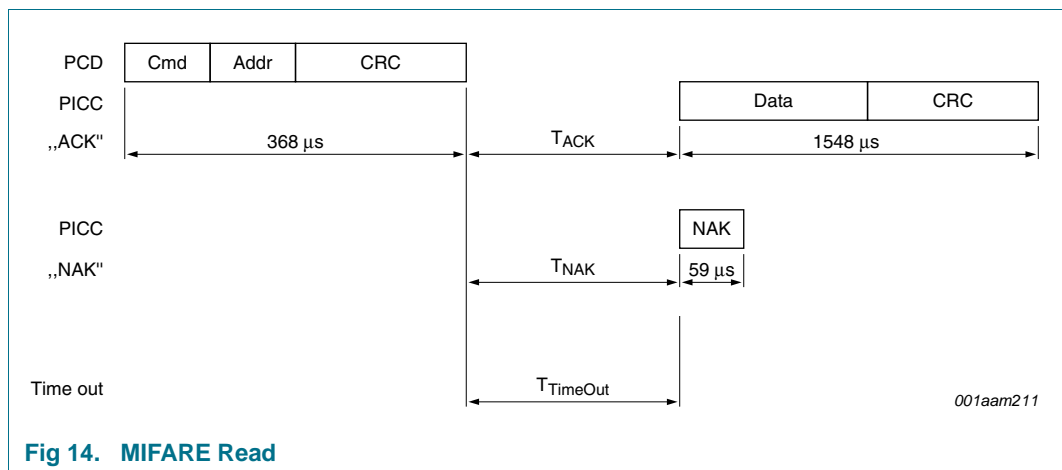 PCD Cmd Addr CRC
PICC Data CRC
,,ACK" 368 μs TACK 1548 μs
PICC NAK
,,NAK" TNAK 59 μs
Time out TTimeOut 001aam211
Fig 14. MIFARE Read